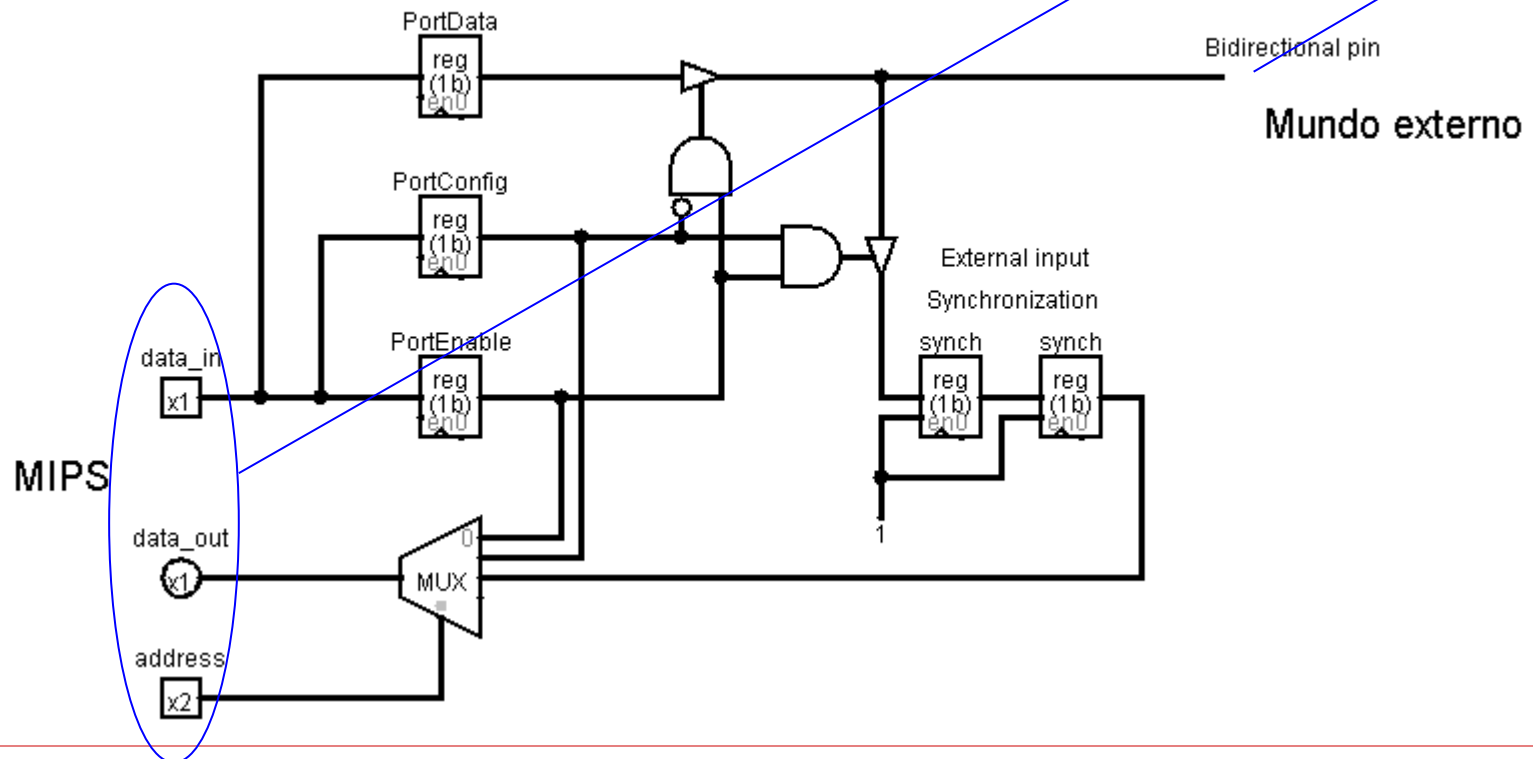 PortData
reg
(1b)
en0
Bidirectional pin
Mundo externo
PortConfig
reg
(1b)
en0
External input
Synchronization
PortEnable
reg
(1b)
en0
synch
reg
(1b)
en0
synch
reg
(1b)
en0
data_in
x1
MIPS
1
data_out
x1
0
MUX
address
x2